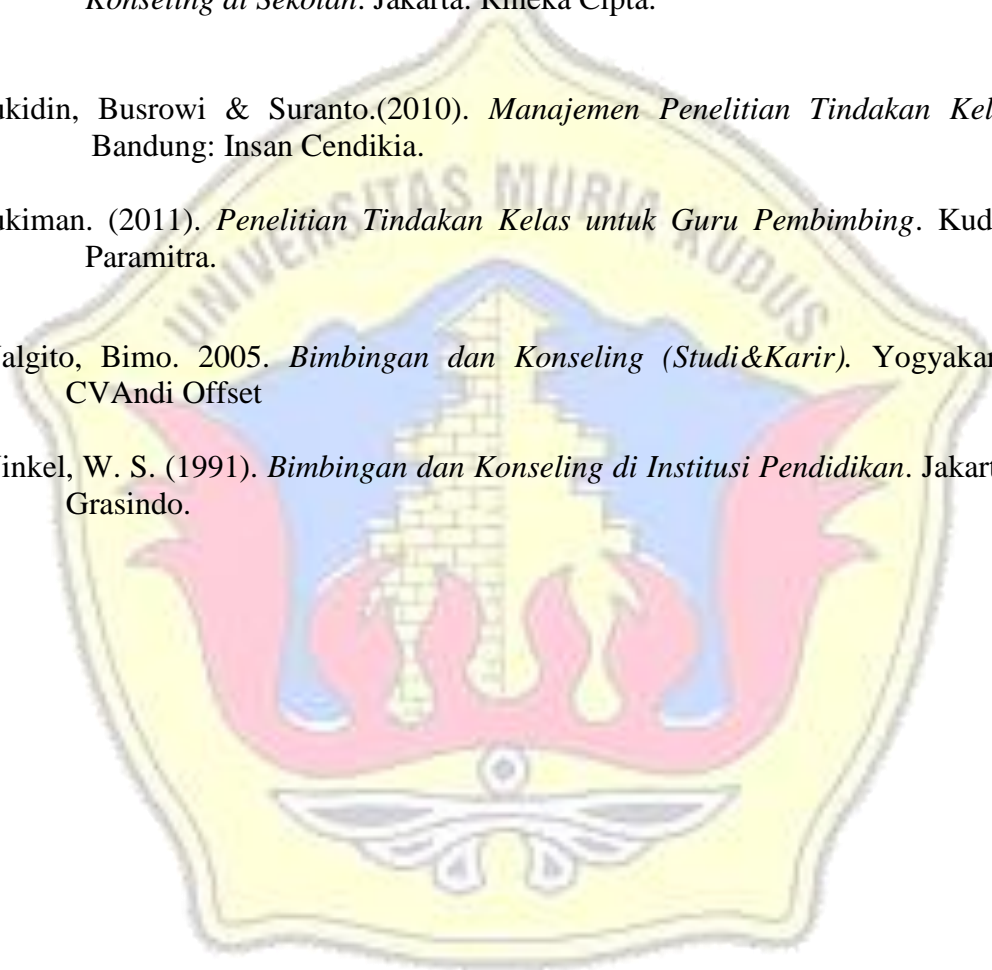 Konseling di Sekolah. Jakarta: Rineka Cipta.
ukidin, Busrowi & Suranto.(2010). Manajemen Penelitian Tindakan Kel
Bandung: Insan Cendikia.
ukiman. (2011). Penelitian Tindakan Kelas untuk Guru Pembimbing. Kud
Paramitra.
algito, Bimo. 2005. Bimbingan dan Konseling (Studi&Karir). Yogyakar
CVAndi Offset
inkel, W. S. (1991). Bimbingan dan Konseling di Institusi Pendidikan. Jakart
Grasindo.
UNIVERSITAS MURIA KUDUS